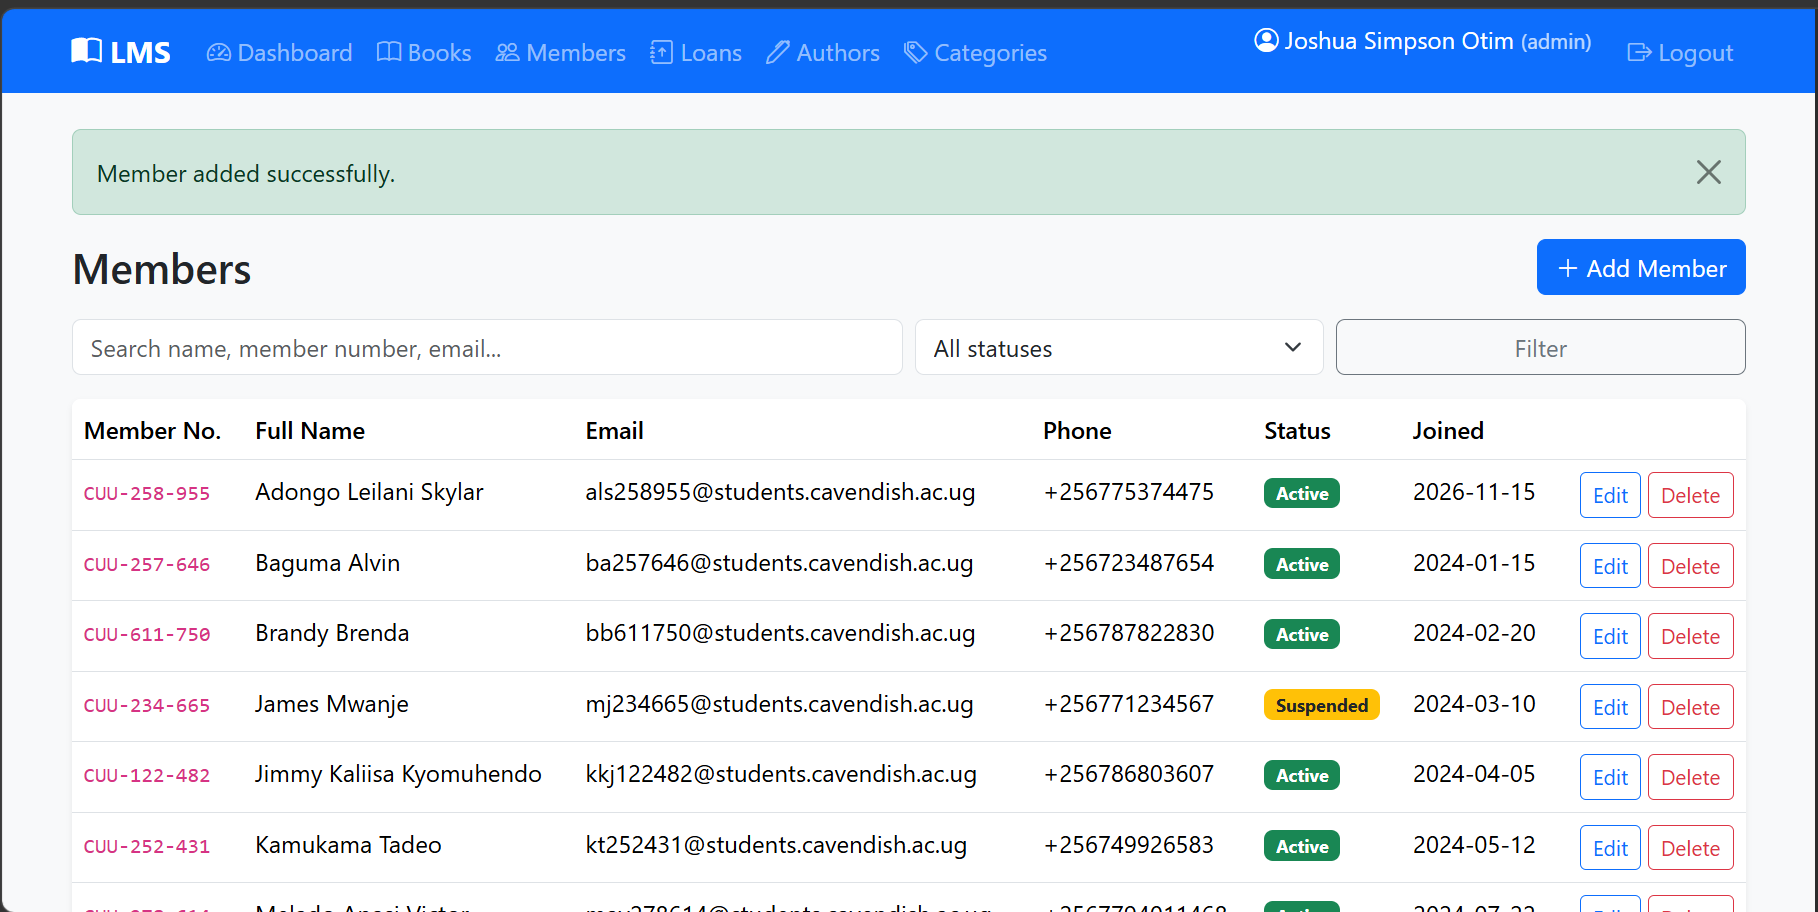 LMS Dashboard Books Members Loans Authors Categories Joshua Simpson Otim (admin) Logout
Member added successfully.
Members
+ Add Member
Search name, member number, email...
All statuses
Filter
Member No. Full Name Email Phone Status Joined
CUU-258-955 Adongo Leilani Skylar als258955@students.cavendish.ac.ug +256775374475 Active 2026-11-15 Edit Delete
CUU-257-646 Baguma Alvin ba257646@students.cavendish.ac.ug +256723487654 Active 2024-01-15 Edit Delete
CUU-611-750 Brandy Brenda bb611750@students.cavendish.ac.ug +256787822830 Active 2024-02-20 Edit Delete
CUU-234-665 James Mwanje mj234665@students.cavendish.ac.ug +256771234567 Suspended 2024-03-10 Edit Delete
CUU-122-482 Jimmy Kaliisa Kyomuhendo kkj122482@students.cavendish.ac.ug +256786803607 Active 2024-04-05 Edit Delete
CUU-252-431 Kamukama Tadeo kt252431@students.cavendish.ac.ug +256749926583 Active 2024-05-12 Edit Delete